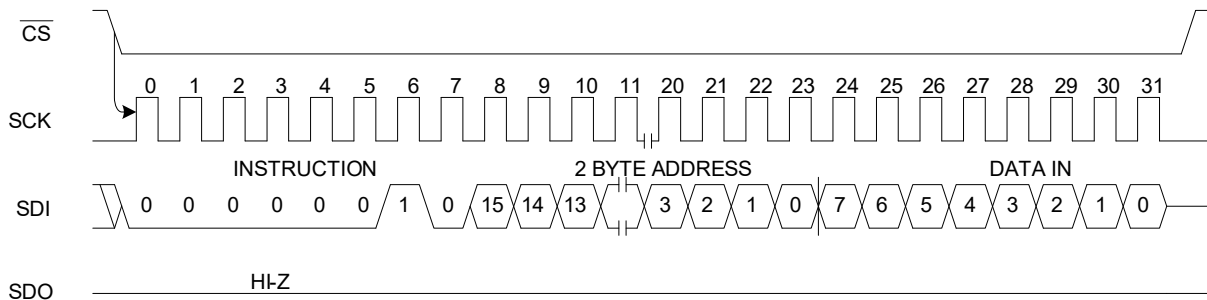 CS
0 1 2 3 4 5 6 7 8 9 10 11 20 21 22 23 24 25 26 27 28 29 30 31
SCK
INSTRUCTION 2 BYTE ADDRESS DATA IN
SDI 0 0 0 0 0 0 1 0 15 14 13 3 2 1 0 7 6 5 4 3 2 1 0
HI-Z
SDO